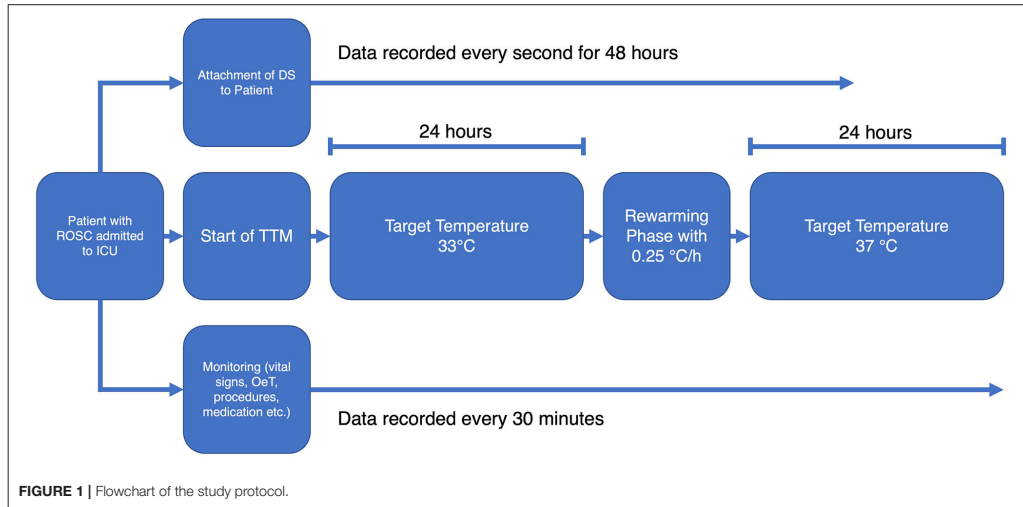 Attachment of DS
to Patient
Data recorded every second for 48 hours
24 hours
24 hours
Patient with
ROSC admitted
to ICU
Start of TTM
Target Temperature
33°C
Rewarming
Phase with
0.25 °C/h
Target Temperature
37 °C
Monitoring (vital
signs, OeT,
procedures,
medication etc.)
Data recorded every 30 minutes
FIGURE 1 | Flowchart of the study protocol.